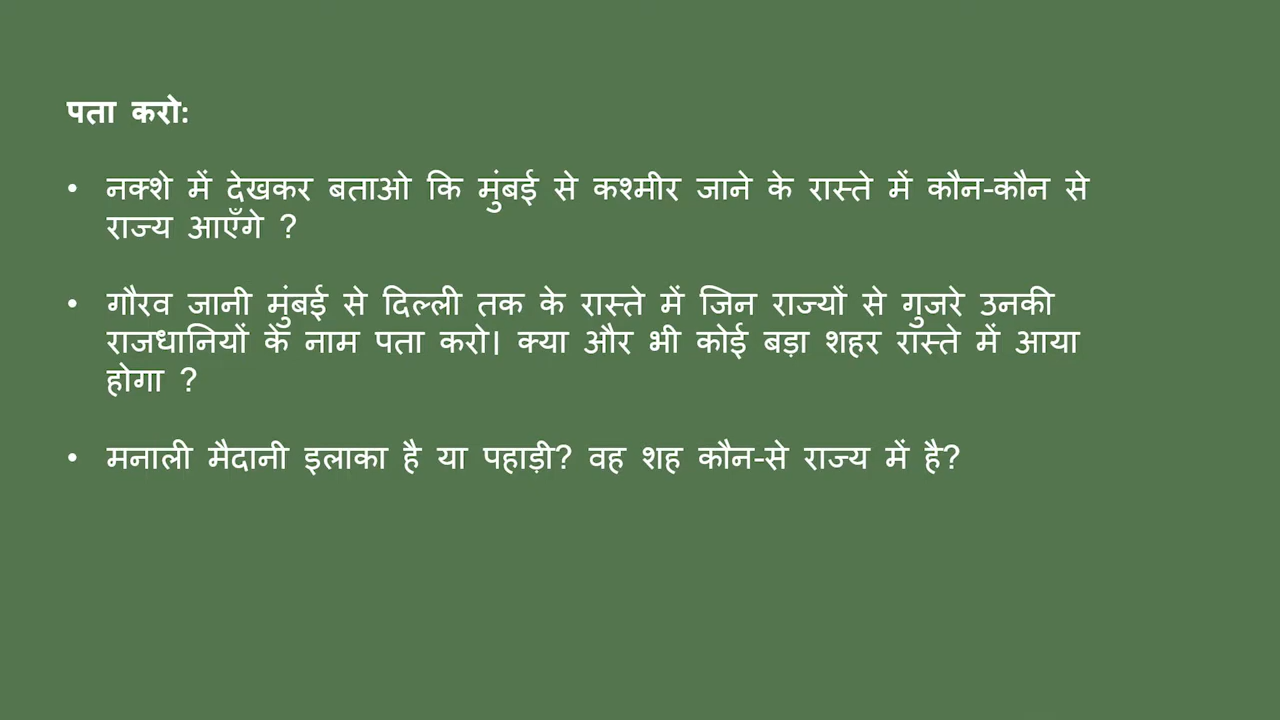 पता करो:
• नक्शे में देखकर बताओ कि मुंबई से कश्मीर जाने के रास्ते में कौन-कौन से
राज्य आएँगे ?
• गौरव जानी मुंबई से दिल्ली तक के रास्ते में जिन राज्यों से गुजरे उनकी
राजधानियों के नाम पता करो। क्या और भी कोई बड़ा शहर रास्ते में आया
होगा ?
• मनाली मैदानी इलाका है या पहाड़ी? वह शह कौन-से राज्य में है?